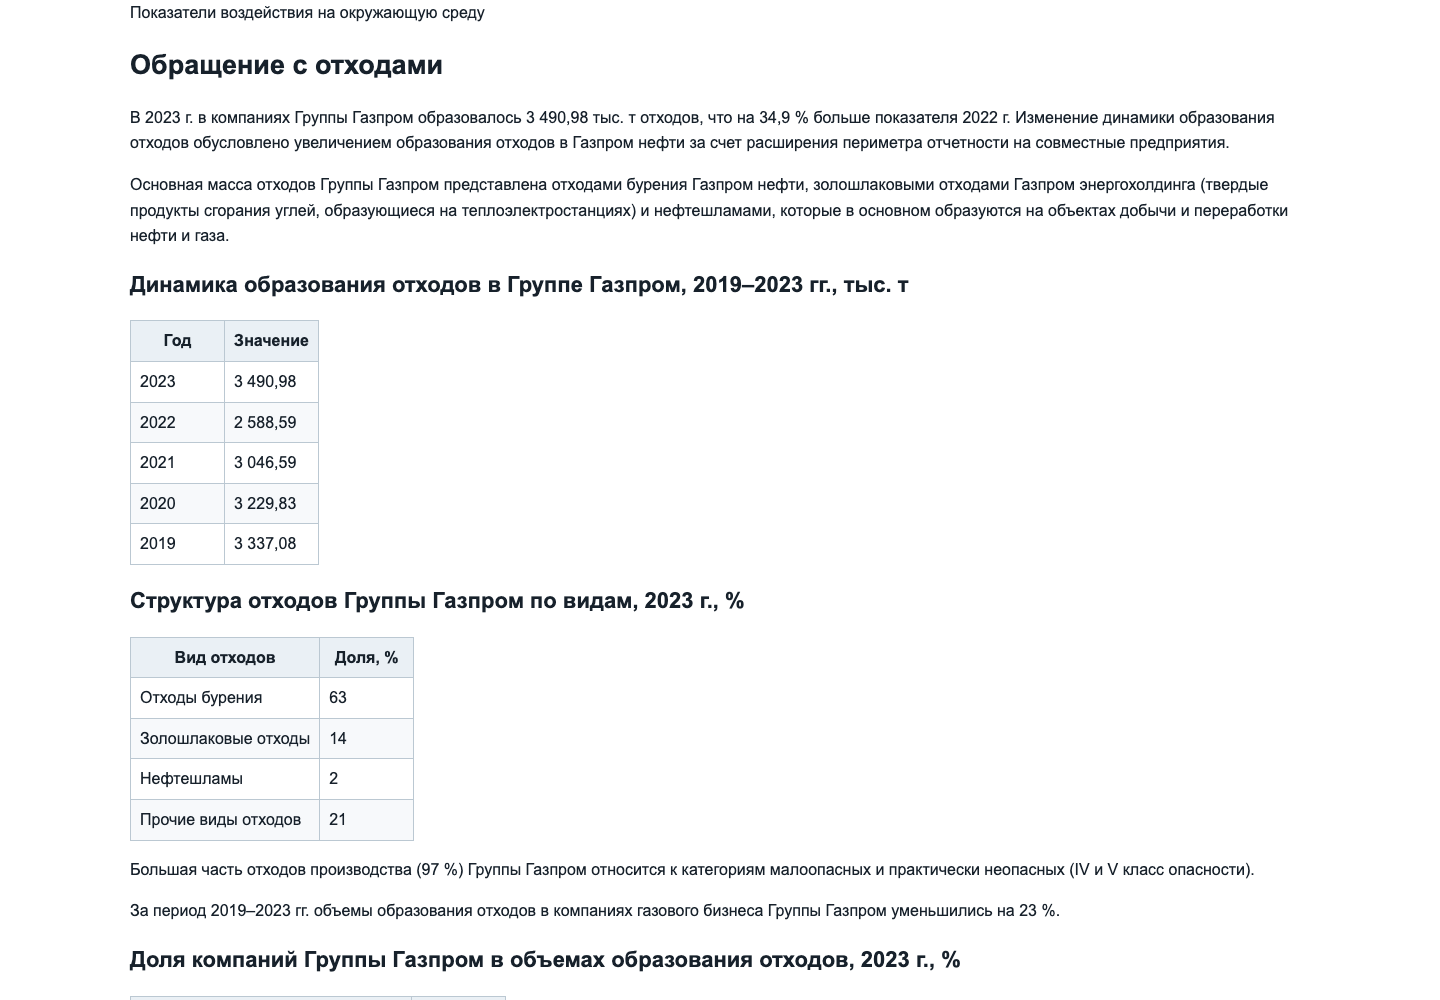 Показатели воздействия на окружающую среду
Обращение с отходами
В 2023 г. в компаниях Группы Газпром образовалось 3 490,98 тыс. т отходов, что на 34,9 % больше показателя 2022 г. Изменение динамики образования
отходов обусловлено увеличением образования отходов в Газпром нефти за счет расширения периметра отчетности на совместные предприятия.
Основная масса отходов Группы Газпром представлена отходами бурения Газпром нефти, золошлаковыми отходами Газпром энергохолдинга (твердые
продукты сгорания углей, образующиеся на теплоэлектростанциях) и нефтешламами, которые в основном образуются на объектах добычи и переработки
нефти и газа.
Динамика образования отходов в Группе Газпром, 2019–2023 гг., тыс. т
Год Значение
2023 3 490,98
2022 2 588,59
2021 3 046,59
2020 3 229,83
2019 3 337,08
Структура отходов Группы Газпром по видам, 2023 г., %
Вид отходов Доля, %
Отходы бурения 63
Золошлаковые отходы 14
Нефтешламы 2
Прочие виды отходов 21
Большая часть отходов производства (97 %) Группы Газпром относится к категориям малоопасных и практически неопасных (IV и V класс опасности).
За период 2019–2023 гг. объемы образования отходов в компаниях газового бизнеса Группы Газпром уменьшились на 23 %.
Доля компаний Группы Газпром в объемах образования отходов, 2023 г., %